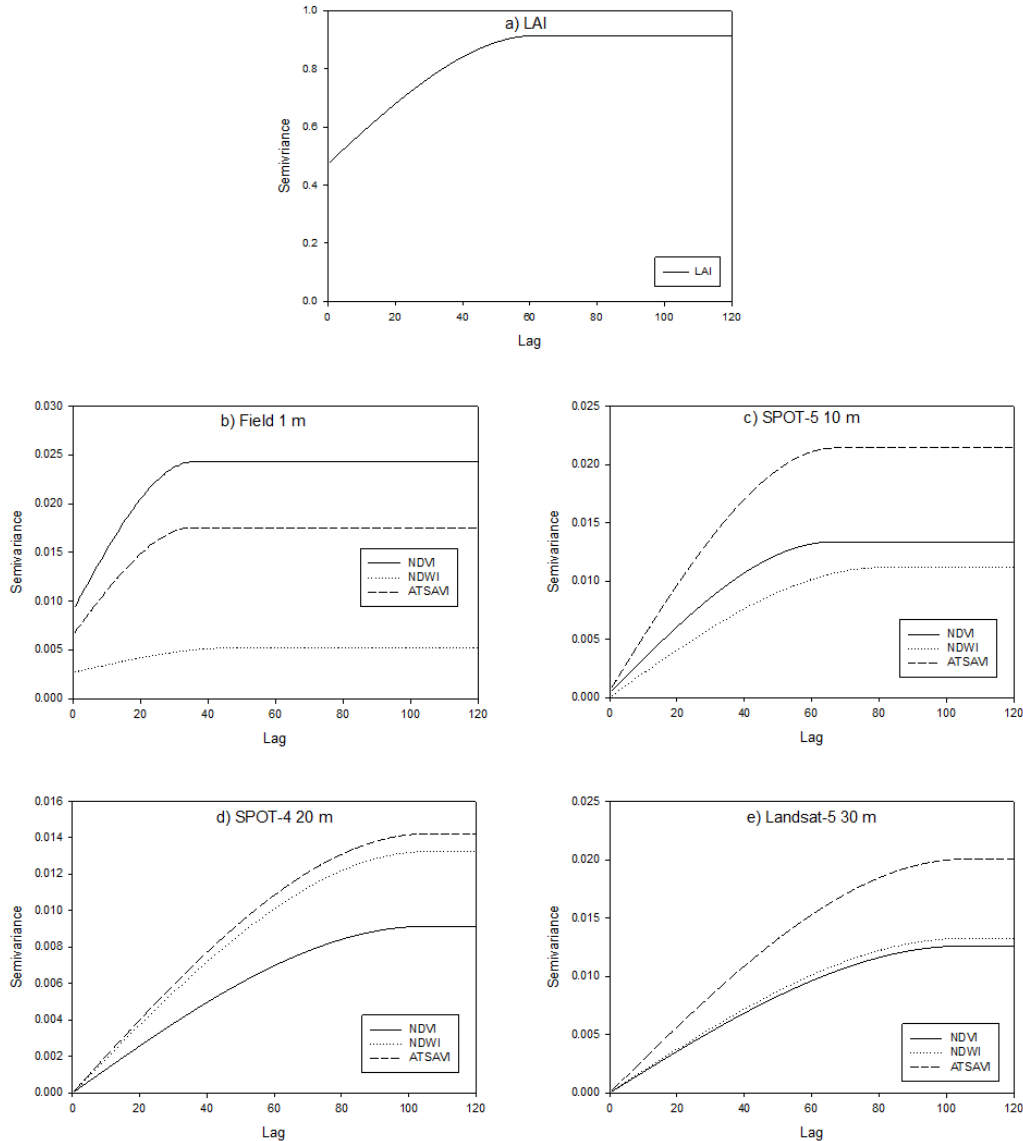 a) LAI
1.0
0.8
0.6
0.4
0.2
0.0
Semivriance
0 20 40 60 80 100 120
Lag
LAI
b) Field 1 m
0.030
0.025
0.020
0.015
0.010
0.005
0.000
Semivariance
0 20 40 60 80 100 120
Lag
NDVI
NDWI
ATSAVI
c) SPOT-5 10 m
0.025
0.020
0.015
0.010
0.005
0.000
Semivariance
0 20 40 60 80 100 120
Lag
NDVI
NDWI
ATSAVI
d) SPOT-4 20 m
0.016
0.014
0.012
0.010
0.008
0.006
0.004
0.002
0.000
Semivariance
0 20 40 60 80 100 120
Lag
NDVI
NDWI
ATSAVI
e) Landsat-5 30 m
0.025
0.020
0.015
0.010
0.005
0.000
Semivariance
0 20 40 60 80 100 120
Lag
NDVI
NDWI
ATSAVI